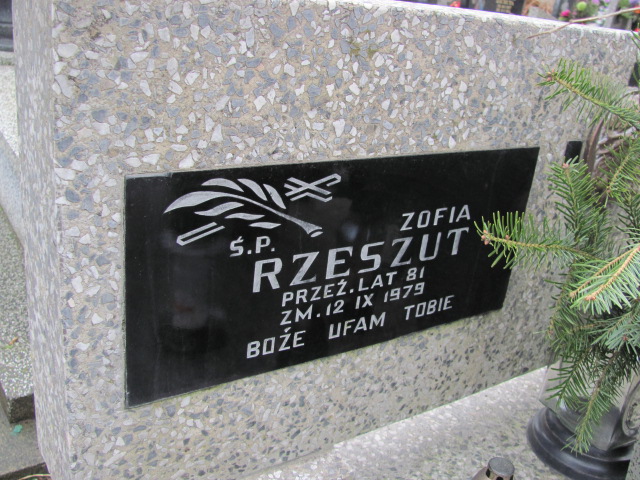 Ś.P. ZOFIA
RZESZUT
PRZEŻ. LAT 81
ZM. 12 IX 1979
BOŻE UFAM TOBIE